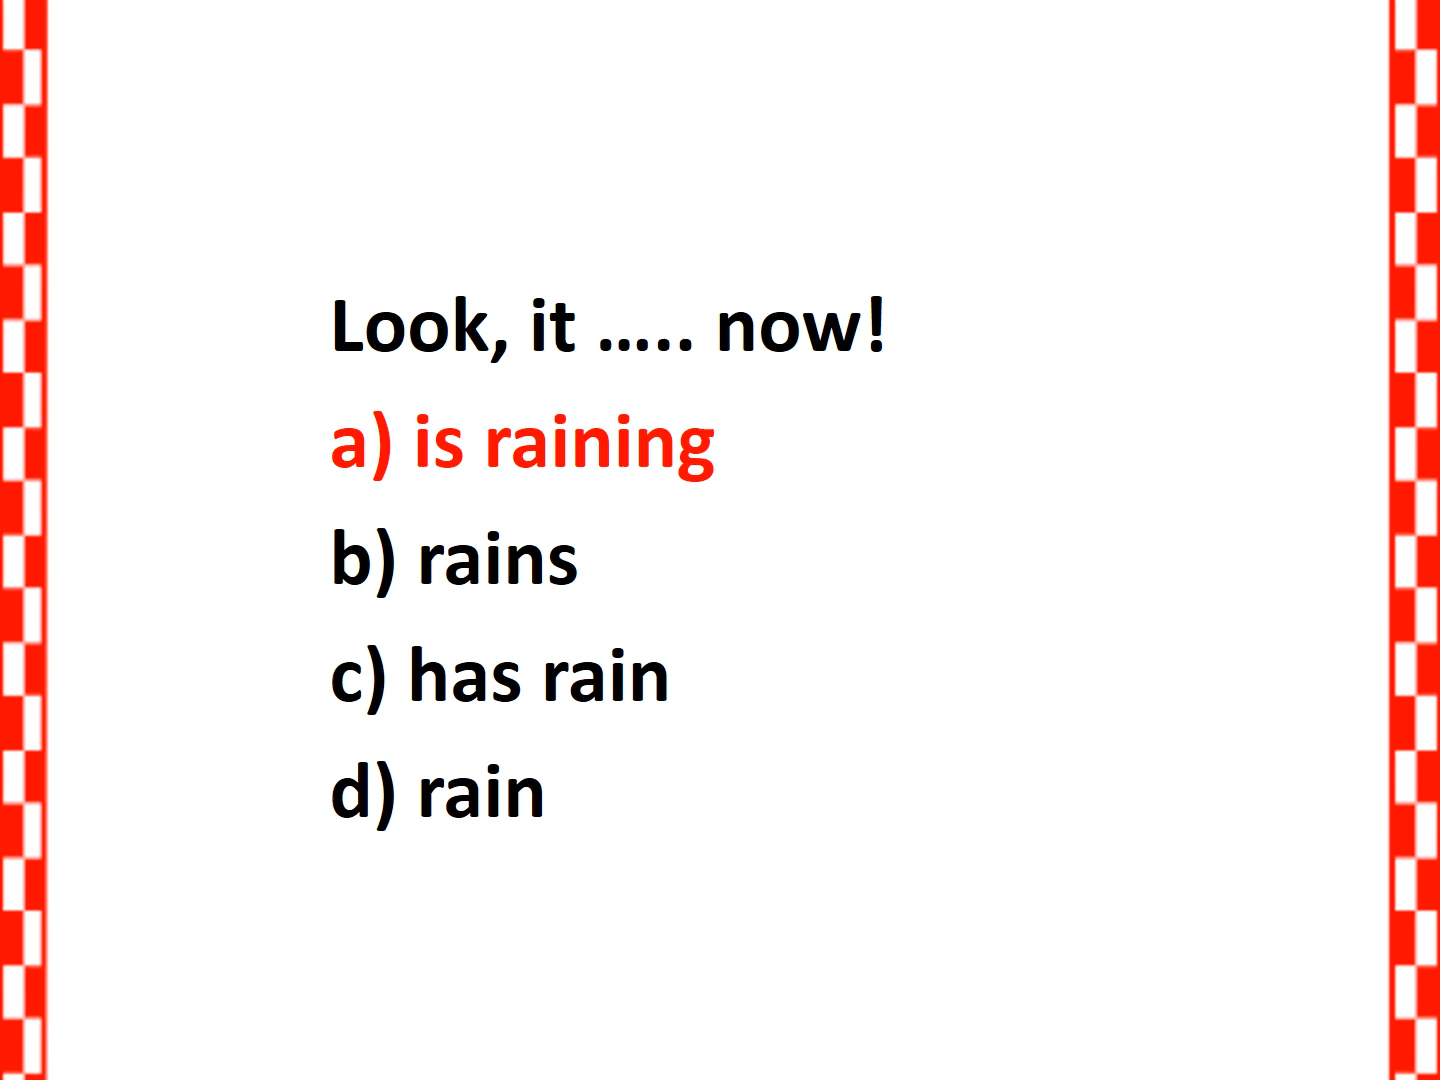 Look, it ….. now!
a) is raining
b) rains
c) has rain
d) rain